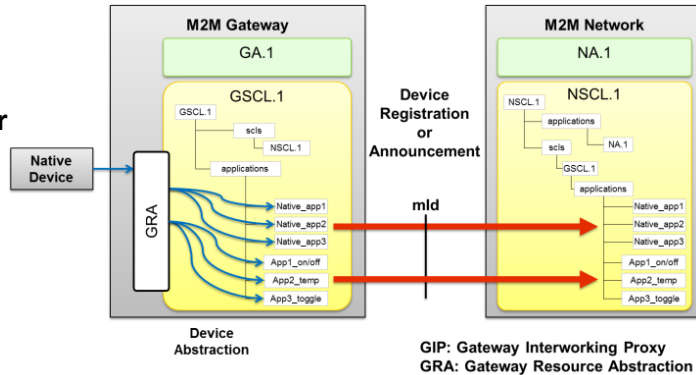 M2M Gateway
GA.1
GSCL.1
GSCL.1
scls
NSCL.1
applications
Native_app1
Native_app2
Native_app3
App1_on/off
App2_temp
App3_toggle
r
Native
Device
GRA
Device
Abstraction
Device
Registration
or
Announcement
mId
M2M Network
NA.1
NSCL.1
NSCL.1
applications
NA.1
scls
GSCL.1
applications
Native_app1
Native_app2
Native_app3
App1_on/off
App2_temp
App3_toggle
GIP: Gateway Interworking Proxy
GRA: Gateway Resource Abstraction